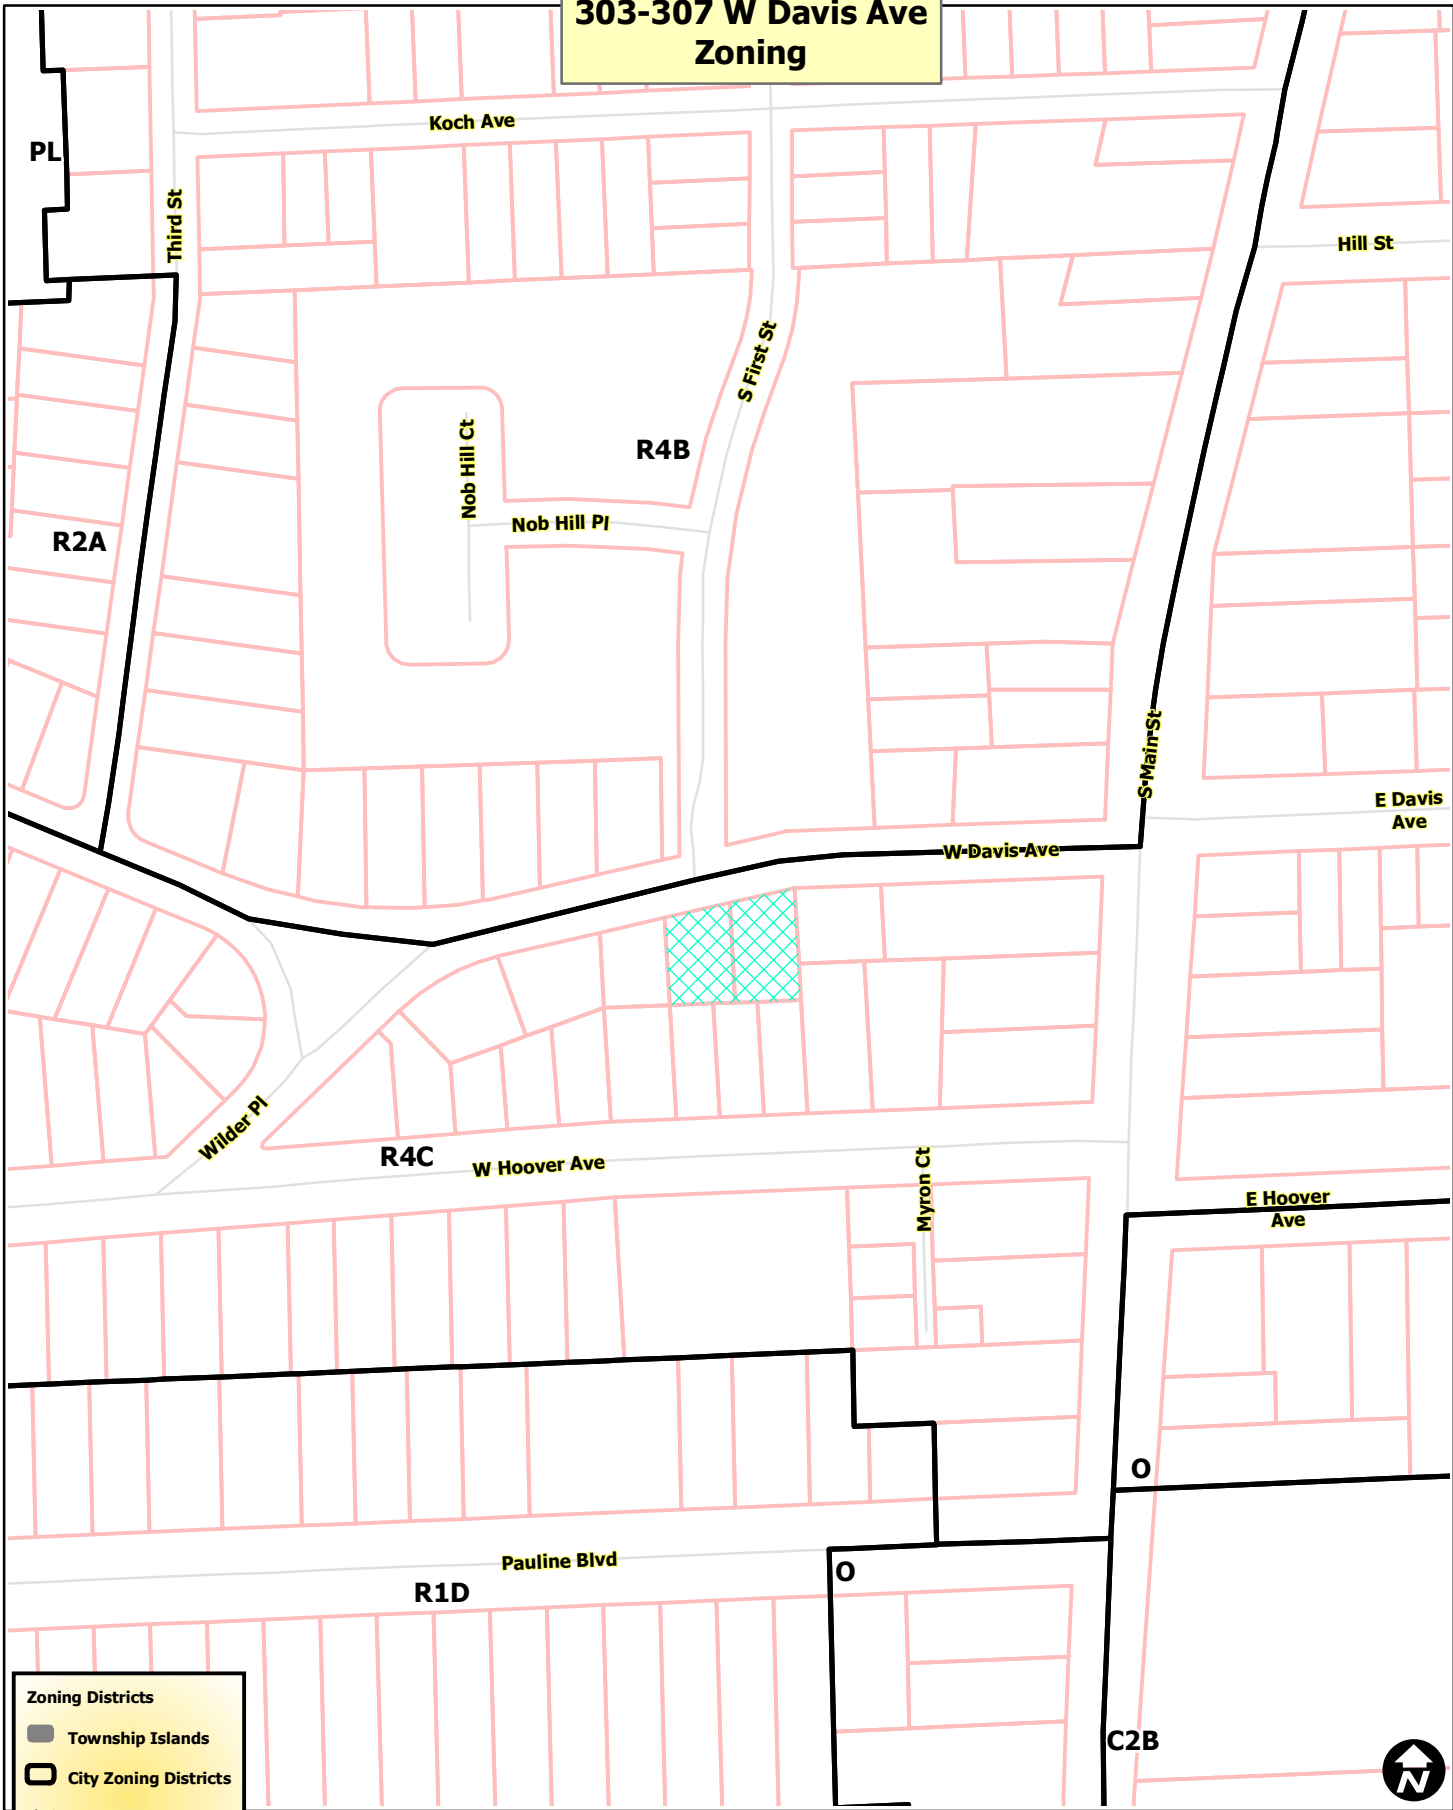 303-307 W Davis Ave
Zoning
Koch Ave
PL
Third St
Hill St
S First St
Nob Hill Ct
R4B
Nob Hill Pl
R2A
S Main St
E Davis
Ave
W Davis Ave
Wilder Pl
R4C
W Hoover Ave
Myron Ct
E Hoover
Ave
O
Pauline Blvd
O
R1D
Zoning Districts
Township Islands
City Zoning Districts
C2B
N